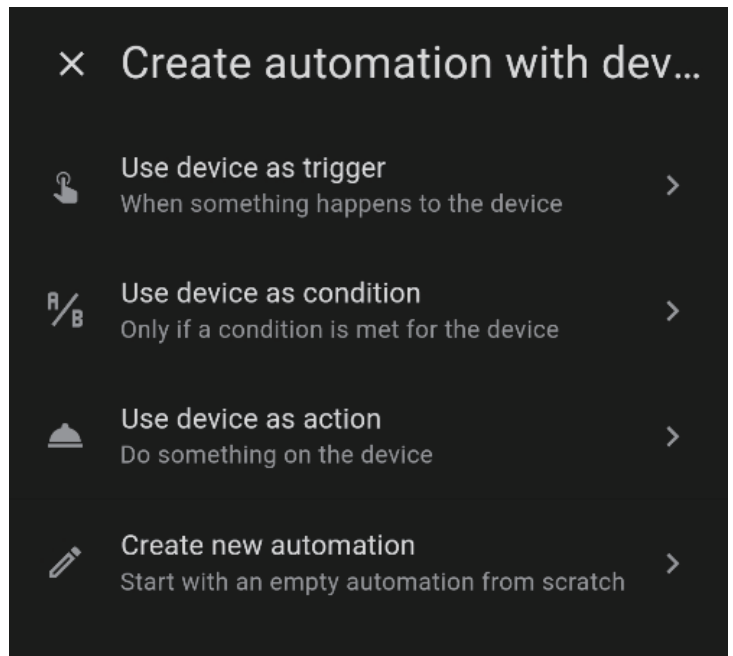 Create automation with dev...
Use device as trigger
When something happens to the device
A/B
Use device as condition
Only if a condition is met for the device
Use device as action
Do something on the device
Create new automation
Start with an empty automation from scratch